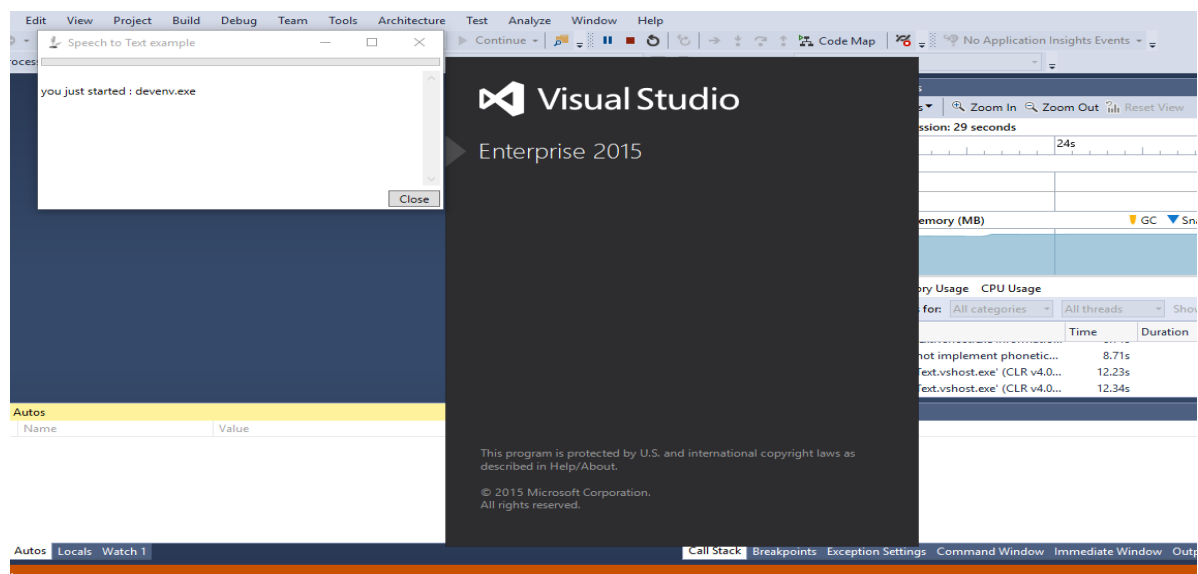 Edit View Project Build Debug Team Tools Architecture Test Analyze Window Help
Speech to Text example
Continue Code Map No Application Insights Events
you just started : devenv.exe
Close
Visual Studio
Enterprise 2015
Zoom In Zoom Out Reset View
29 seconds
24s
(MB) GC
Usage CPU Usage
for: All categories All threads
Time Duration
not implement phonetic... 8.71s
Text.vshost.exe' (CLR v4.0... 12.23s
Text.vshost.exe' (CLR v4.0... 12.34s
Autos
Name Value
This program is protected by U.S. and international copyright laws as
described in Help/About.
© 2015 Microsoft Corporation.
All rights reserved.
Autos Locals Watch 1 Call Stack Breakpoints Exception Settings Command Window Immediate Window